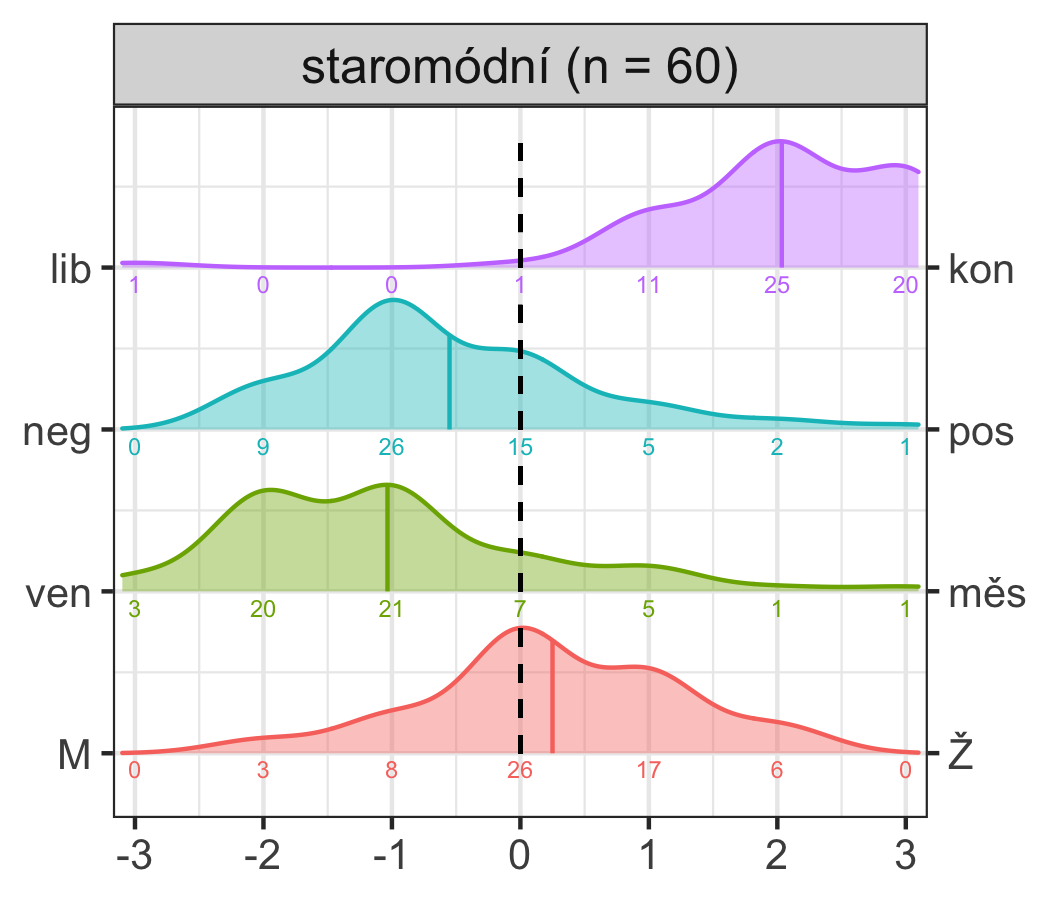 staromódní (n = 60)
lib kon
1 0 0 1 11 25 20
neg pos
0 9 26 15 5 2 1
ven měs
3 20 21 7 5 1 1
M Ž
0 3 8 26 17 6 0
-3 -2 -1 0 1 2 3